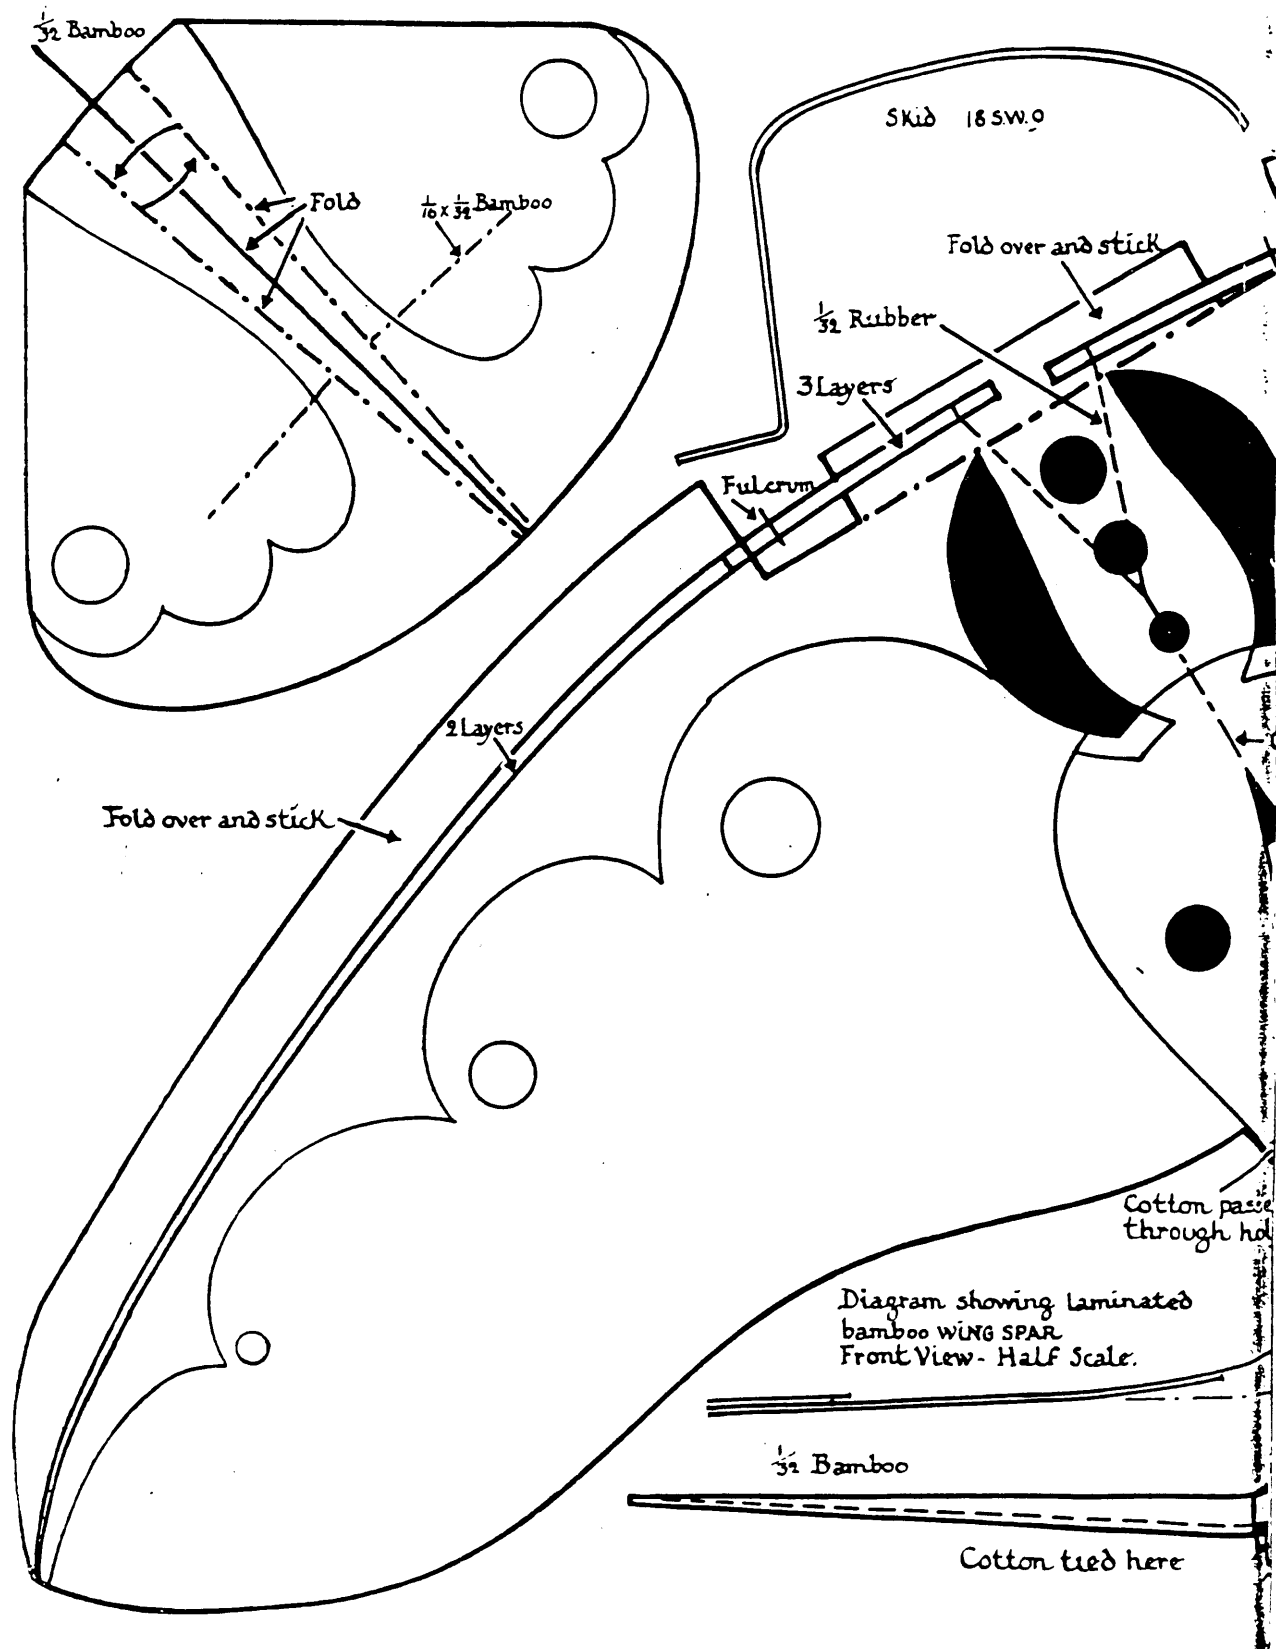 1/32 Bamboo
Skid 18 S.W.G
Fold
1/16 x 1/32 Bamboo
Fold over and stick
1/32 Rubber
3 Layers
Fulcrum
2 Layers
Fold over and stick
Cotton passe
through hol
Diagram showing laminated
bamboo WING SPAR
Front View - Half Scale.
1/32 Bamboo
Cotton tied here